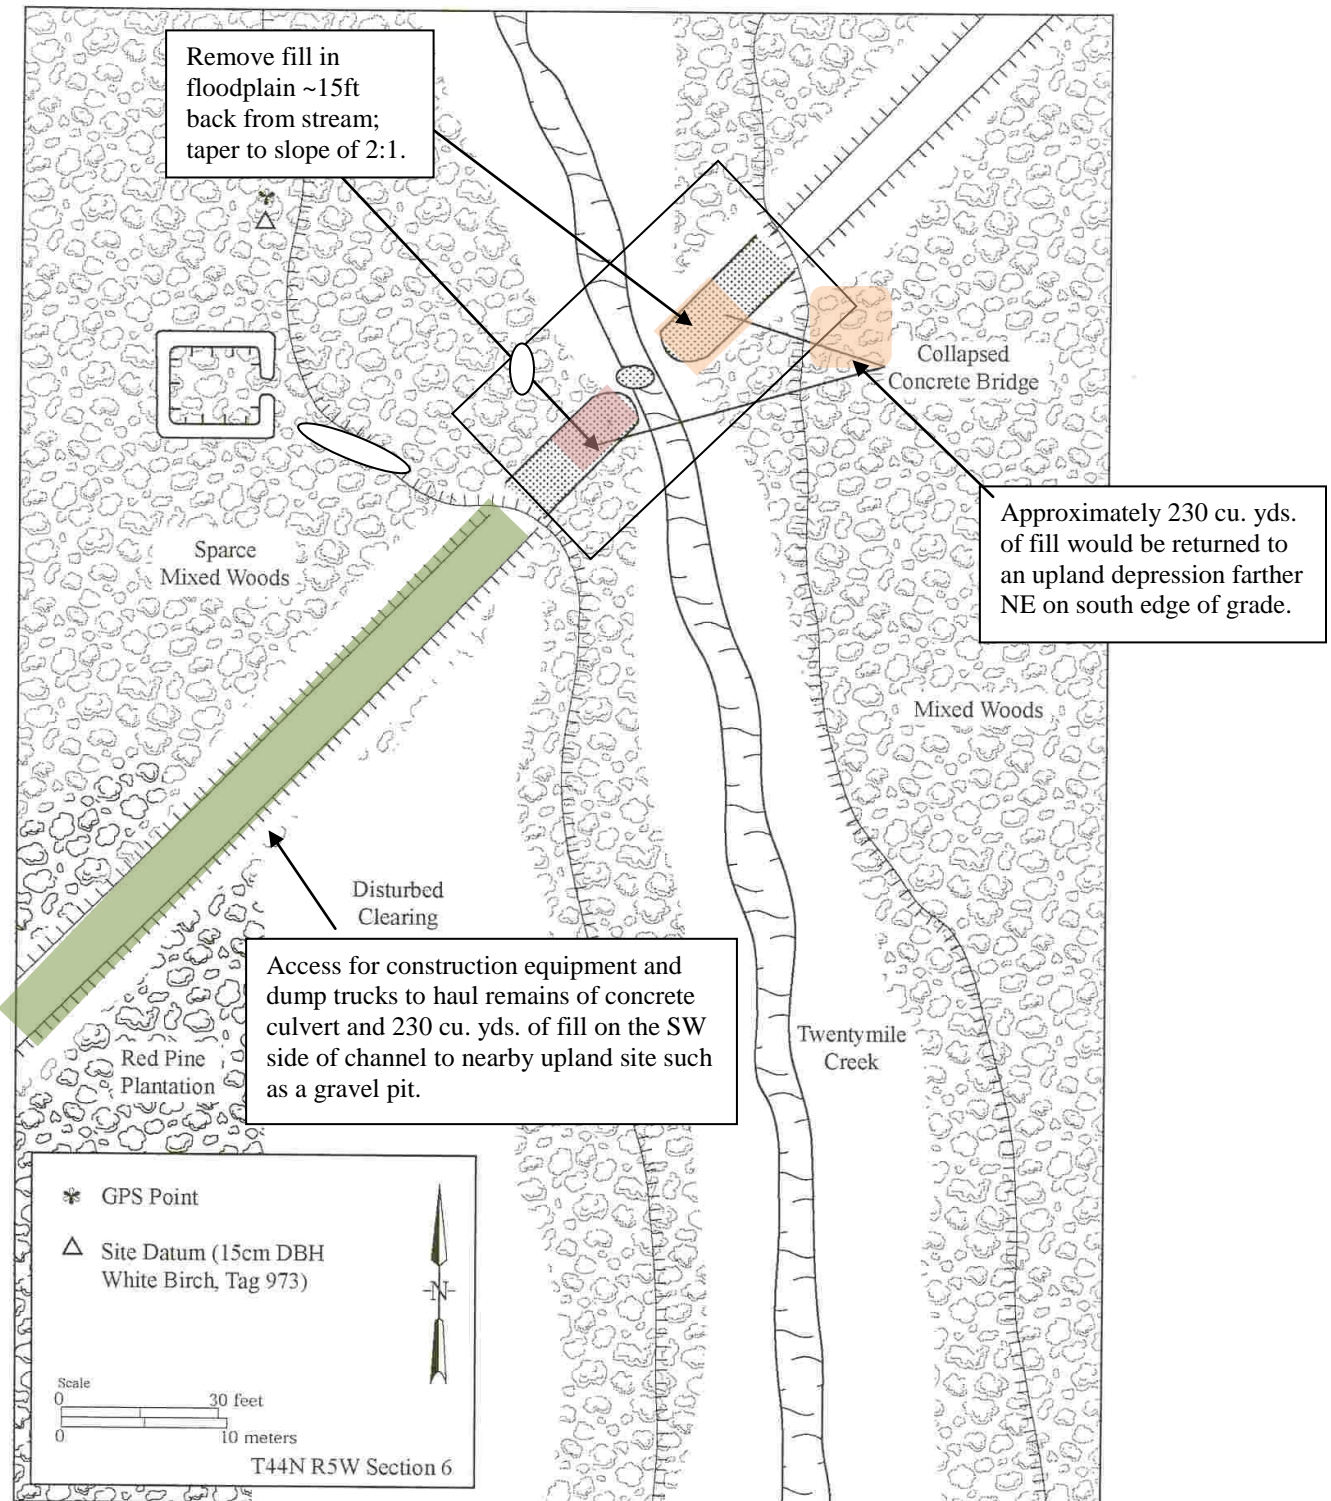 Remove fill in
floodplain ~15ft
back from stream;
taper to slope of 2:1.
Collapsed
Concrete Bridge
Approximately 230 cu. yds.
of fill would be returned to
an upland depression farther
NE on south edge of grade.
Sparce
Mixed Woods
Mixed Woods
Disturbed
Clearing
Access for construction equipment and
dump trucks to haul remains of concrete
culvert and 230 cu. yds. of fill on the SW
side of channel to nearby upland site such
as a gravel pit.
Twentymile
Creek
Red Pine
Plantation
GPS Point
Site Datum (15cm DBH
White Birch, Tag 973)
N
Scale
0 30 feet
0 10 meters
T44N R5W Section 6